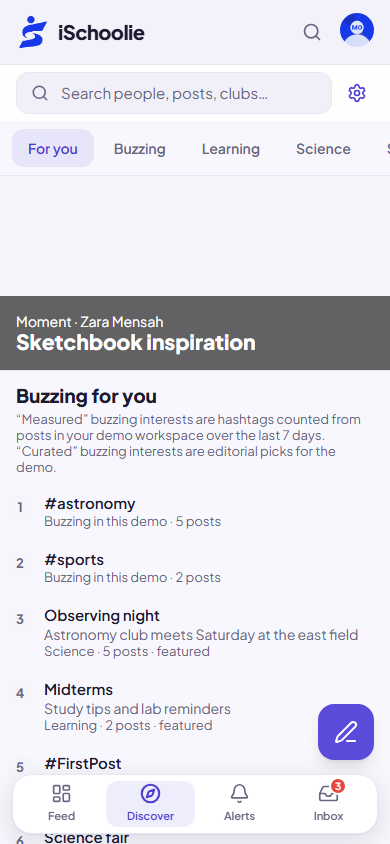 iSchoolie
MO
Search people, posts, clubs...
For you
Buzzing
Learning
Science
Moment · Zara Mensah
Sketchbook inspiration
Buzzing for you
“Measured” buzzing interests are hashtags counted from
posts in your demo workspace over the last 7 days.
“Curated” buzzing interests are editorial picks for the
demo.
1
#astronomy
Buzzing in this demo · 5 posts
2
#sports
Buzzing in this demo · 2 posts
3
Observing night
Astronomy club meets Saturday at the east field
Science · 5 posts · featured
4
Midterms
Study tips and lab reminders
Learning · 2 posts · featured
5
#FirstPost
3
Feed
Discover
Alerts
Inbox
6
Science fair